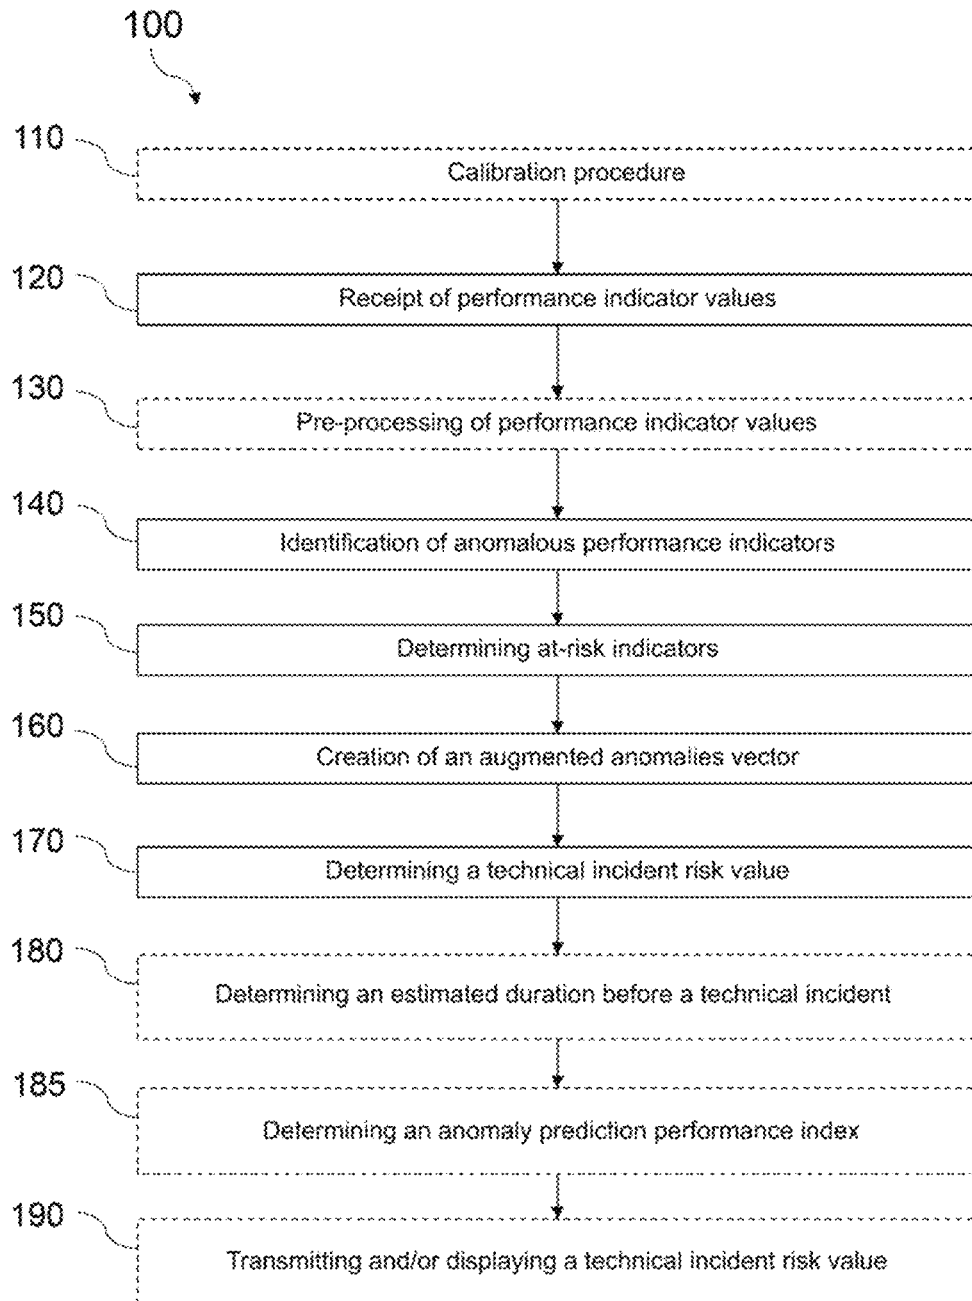 100
110
Calibration procedure
120
Receipt of performance indicator values
130
Pre-processing of performance indicator values
140
Identification of anomalous performance indicators
150
Determining at-risk indicators
160
Creation of an augmented anomalies vector
170
Determining a technical incident risk value
180
Determining an estimated duration before a technical incident
185
Determining an anomaly prediction performance index
190
Transmitting and/or displaying a technical incident risk value